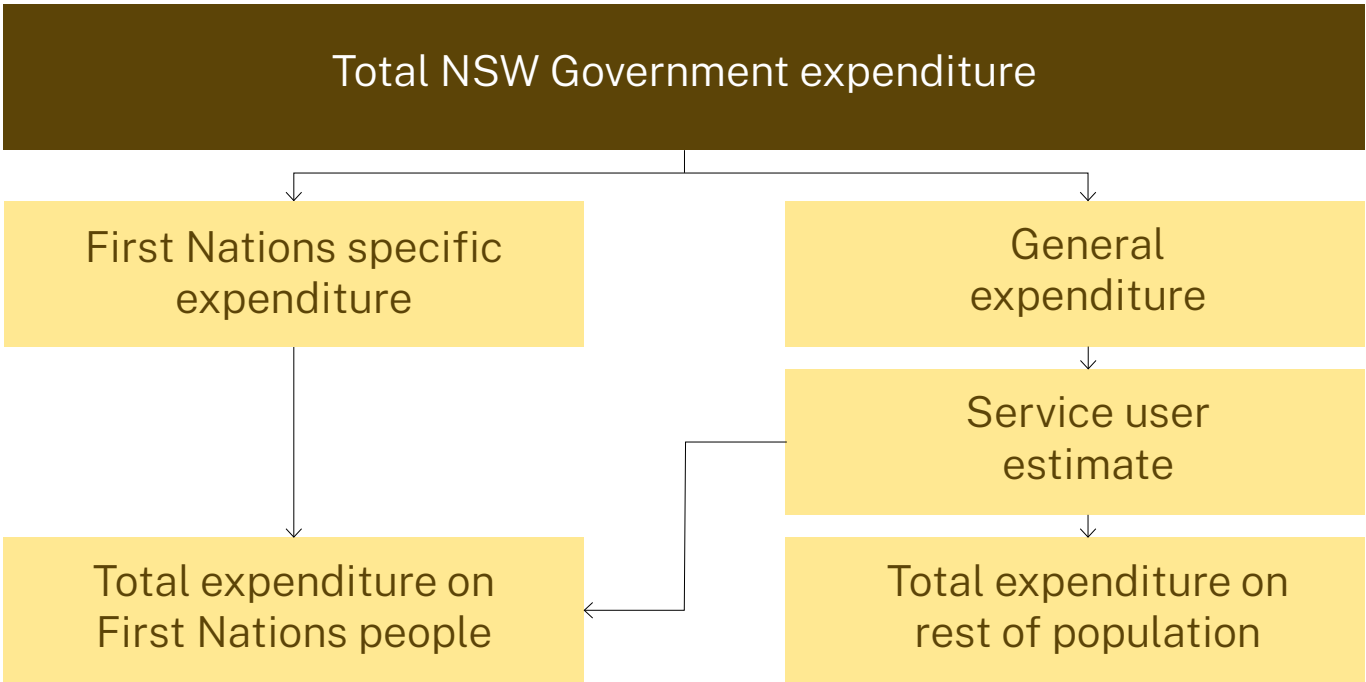 Total NSW Government expenditure
First Nations specific
expenditure
General
expenditure
Service user
estimate
Total expenditure on
First Nations people
Total expenditure on
rest of population